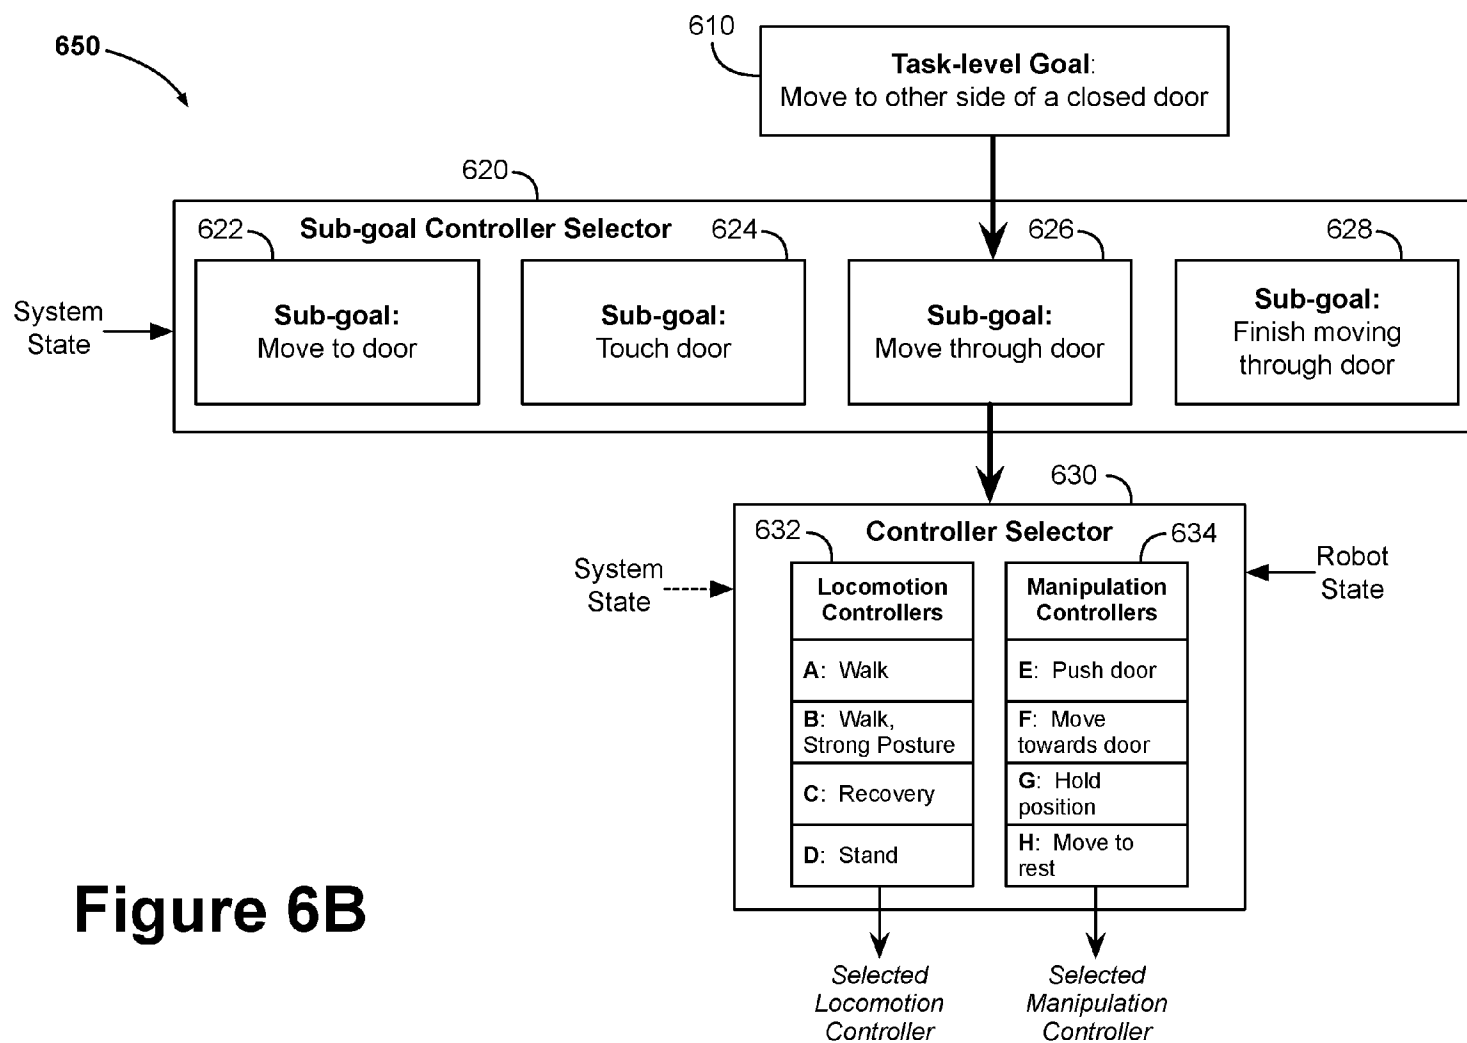 650
610
Task-level Goal:
Move to other side of a closed door
620
Sub-goal Controller Selector
622
624
626
628
System
State
Sub-goal:
Move to door
Sub-goal:
Touch door
Sub-goal:
Move through door
Sub-goal:
Finish moving
through door
630
Controller Selector
632
634
System
State
Robot
State
Locomotion
Controllers
A: Walk
B: Walk,
Strong Posture
C: Recovery
D: Stand
Manipulation
Controllers
E: Push door
F: Move
towards door
G: Hold
position
H: Move to
rest
Selected
Locomotion
Controller
Selected
Manipulation
Controller
Figure 6B